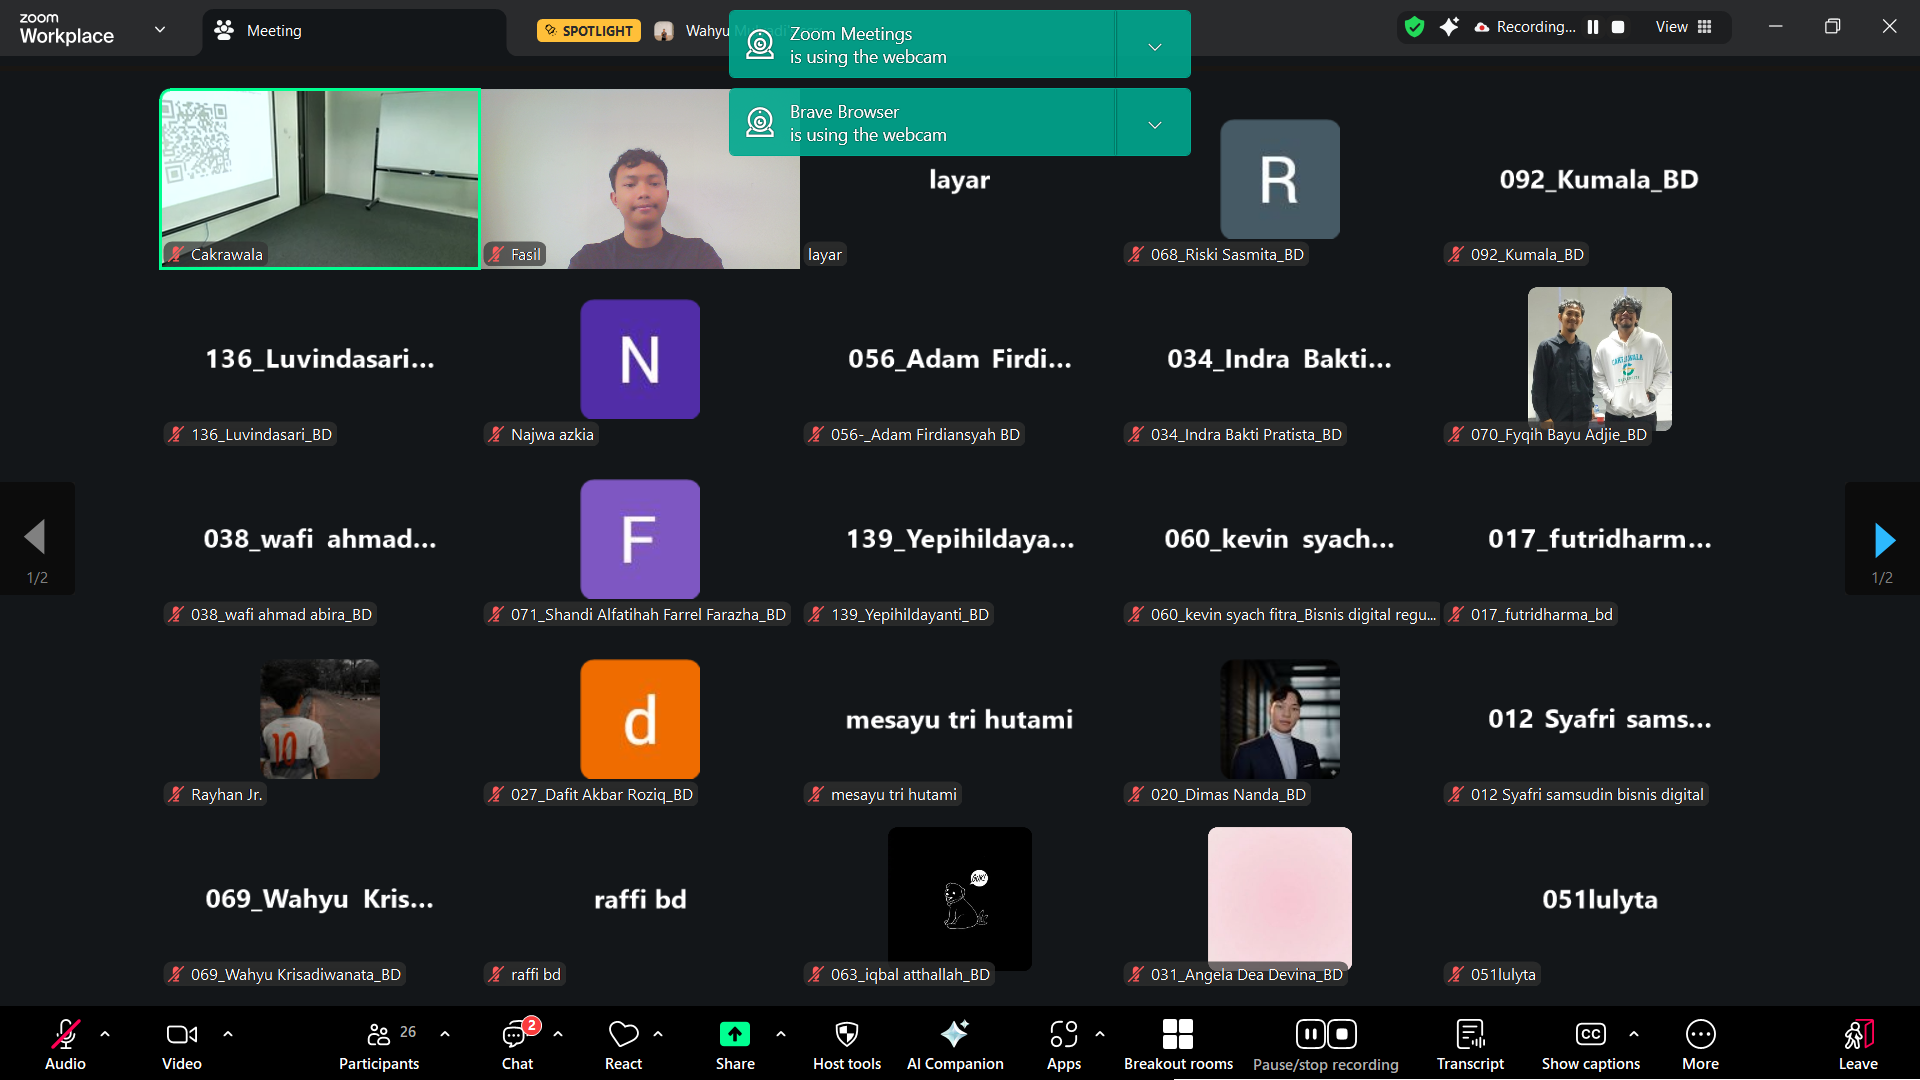 zoom
Workplace
Meeting
SPOTLIGHT
Wahyu
Zoom Meetings
is using the webcam
Brave Browser
is using the webcam
Recording...
View
Cakrawala
Fasil
layar
layar
R
068_Riski Sasmita_BD
092_Kumala_BD
092_Kumala_BD
136_Luvindasari...
136_Luvindasari_BD
N
Najwa azkia
056_Adam Firdi...
056-_Adam Firdiansyah BD
034_Indra Bakti...
034_Indra Bakti Pratista_BD
070_Fyqih Bayu Adjie_BD
1/2
038_wafi ahmad...
038_wafi ahmad abira_BD
F
071_Shandi Alfatihah Farrel Farazha_BD
139_Yepihildaya...
139_Yepihildayanti_BD
060_kevin syach...
060_kevin syach fitra_Bisnis digital regu...
017_futridharm...
017_futridharma_bd
1/2
10
Rayhan Jr.
d
027_Dafit Akbar Roziq_BD
mesayu tri hutami
mesayu tri hutami
020_Dimas Nanda_BD
012 Syafri sams...
012 Syafri samsudin bisnis digital
069_Wahyu Kris...
069_Wahyu Krisadiwanata_BD
raffi bd
raffi bd
GUK!
063_iqbal atthallah_BD
031_Angela Dea Devina_BD
051lulyta
051lulyta
Audio
Video
26
Participants
2
Chat
React
Share
Host tools
AI Companion
Apps
Breakout rooms
Pause/stop recording
Transcript
CC
Show captions
More
Leave